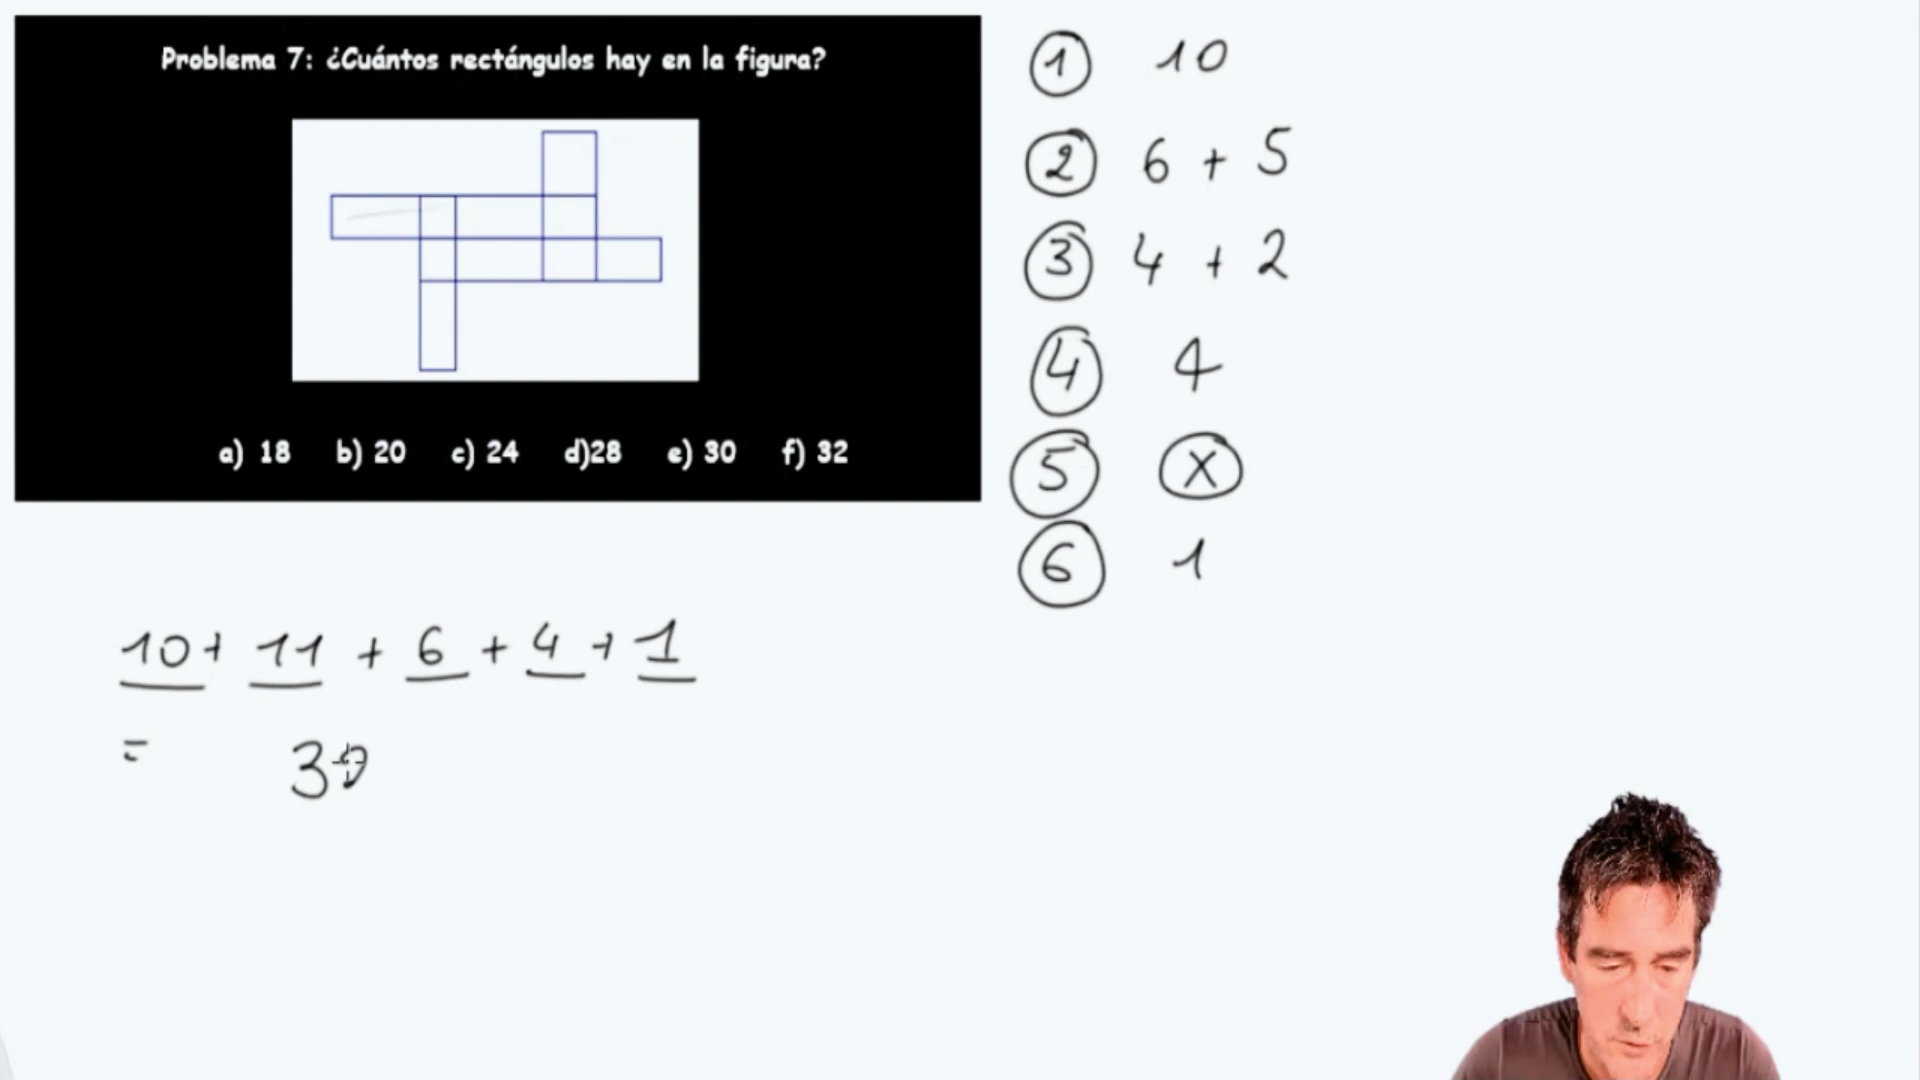 Problema 7: ¿Cuántos rectángulos hay en la figura?
a) 18 b) 20 c) 24 d)28 e) 30 f) 32
1 10
2 6 + 5
3 4 + 2
4 4
5 X
6 1
10+ 11 + 6 + 4 + 1
= 3